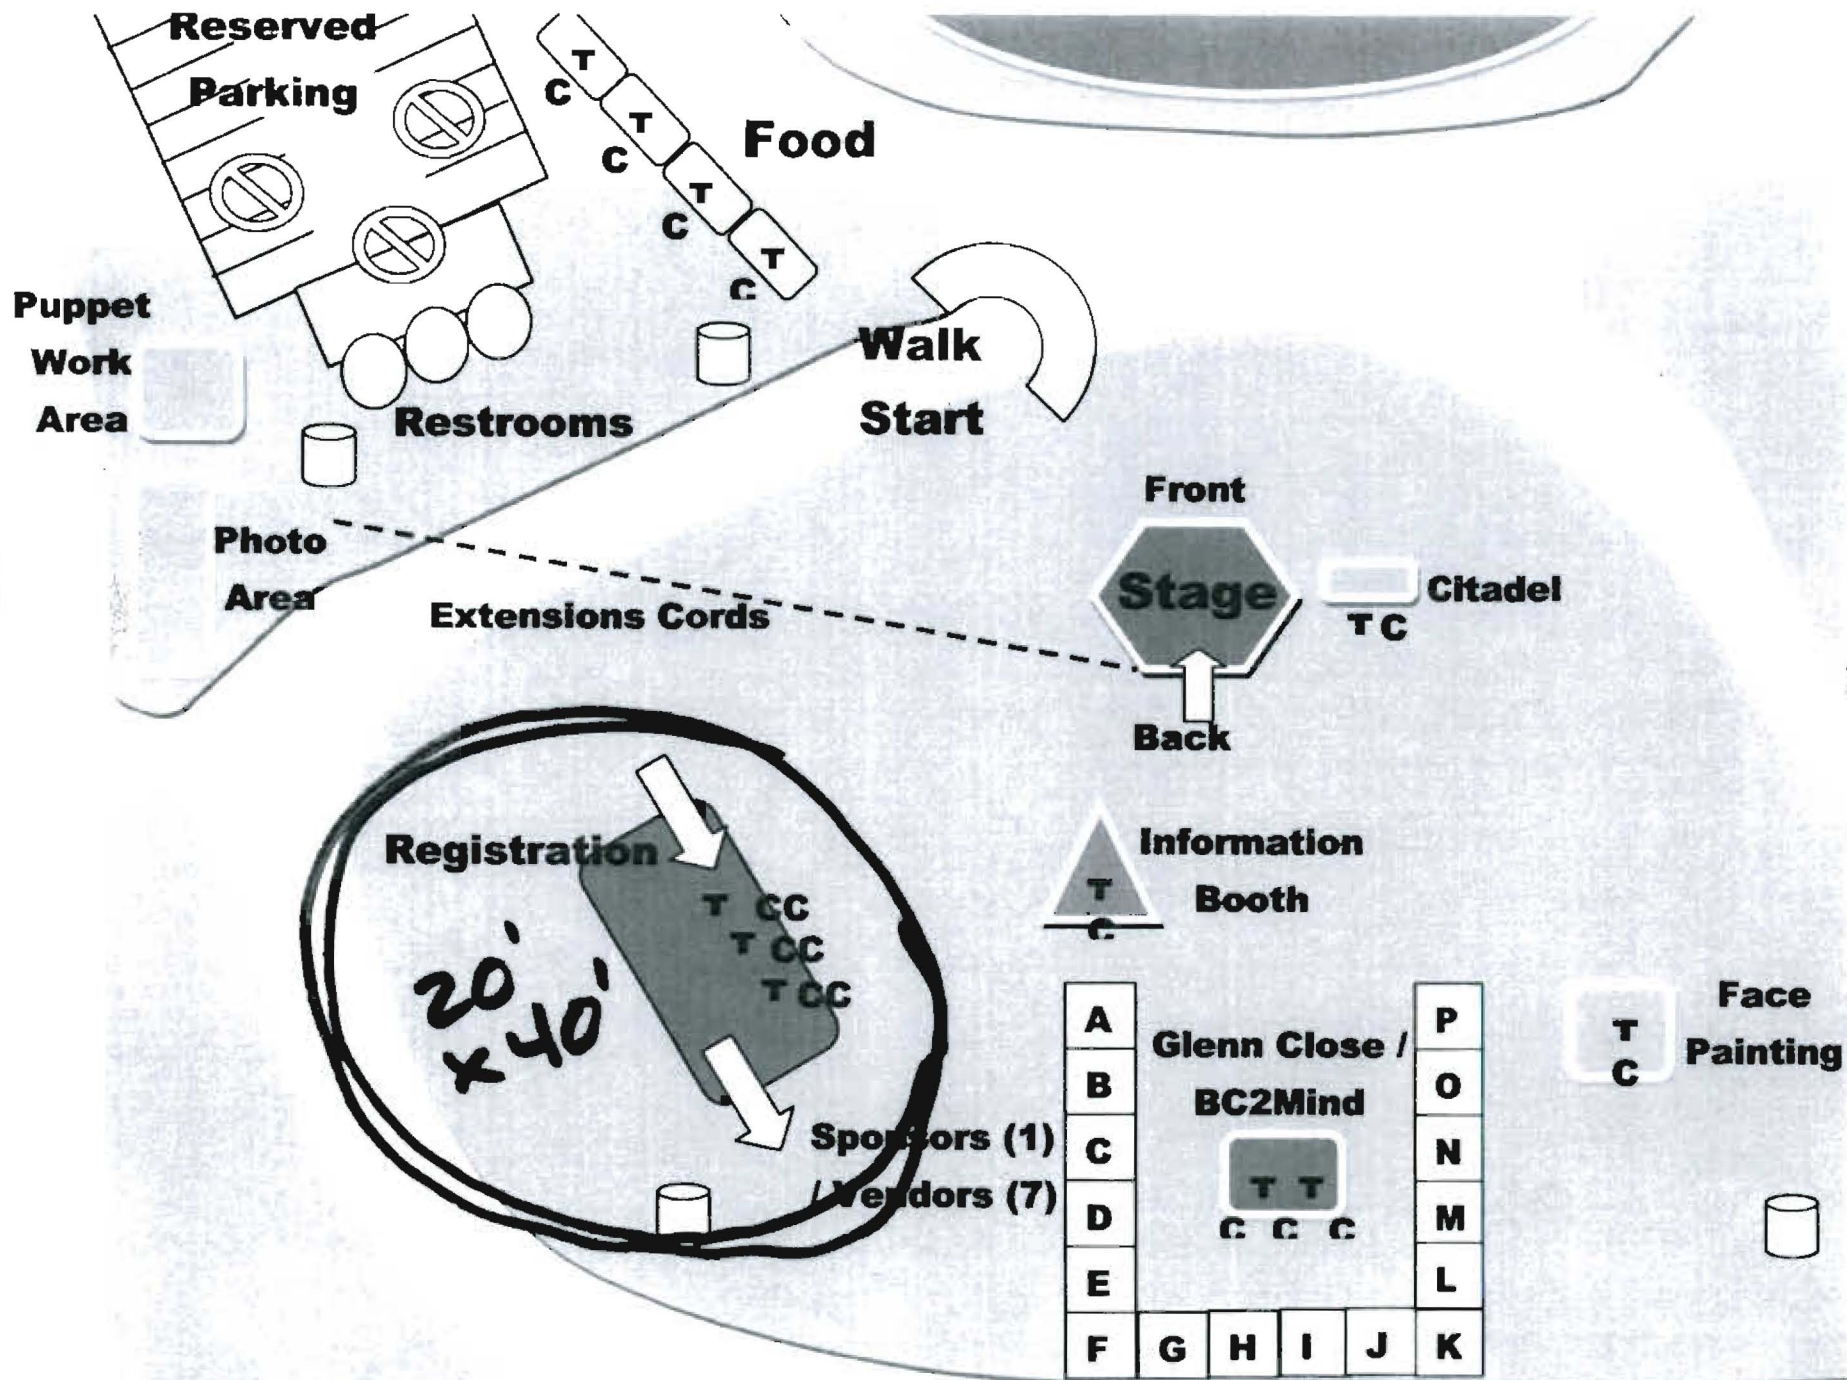 Reserved
Parking
T
C
T
C
T
C
T
C
Food
Puppet
Work
Area
Restrooms
Walk
Start
Photo
Area
Extensions Cords
Front
Stage
Back
Citadel
T C
Registration
T CC
T CC
T CC
20'
x 40'
Information
Booth
T
C
Sponsors (1)
/ Vendors (7)
A
B
C
D
E
F
G
H
I
J
K
L
M
N
O
P
Glenn Close /
BC2Mind
T T
C C C
Face
Painting
T
C